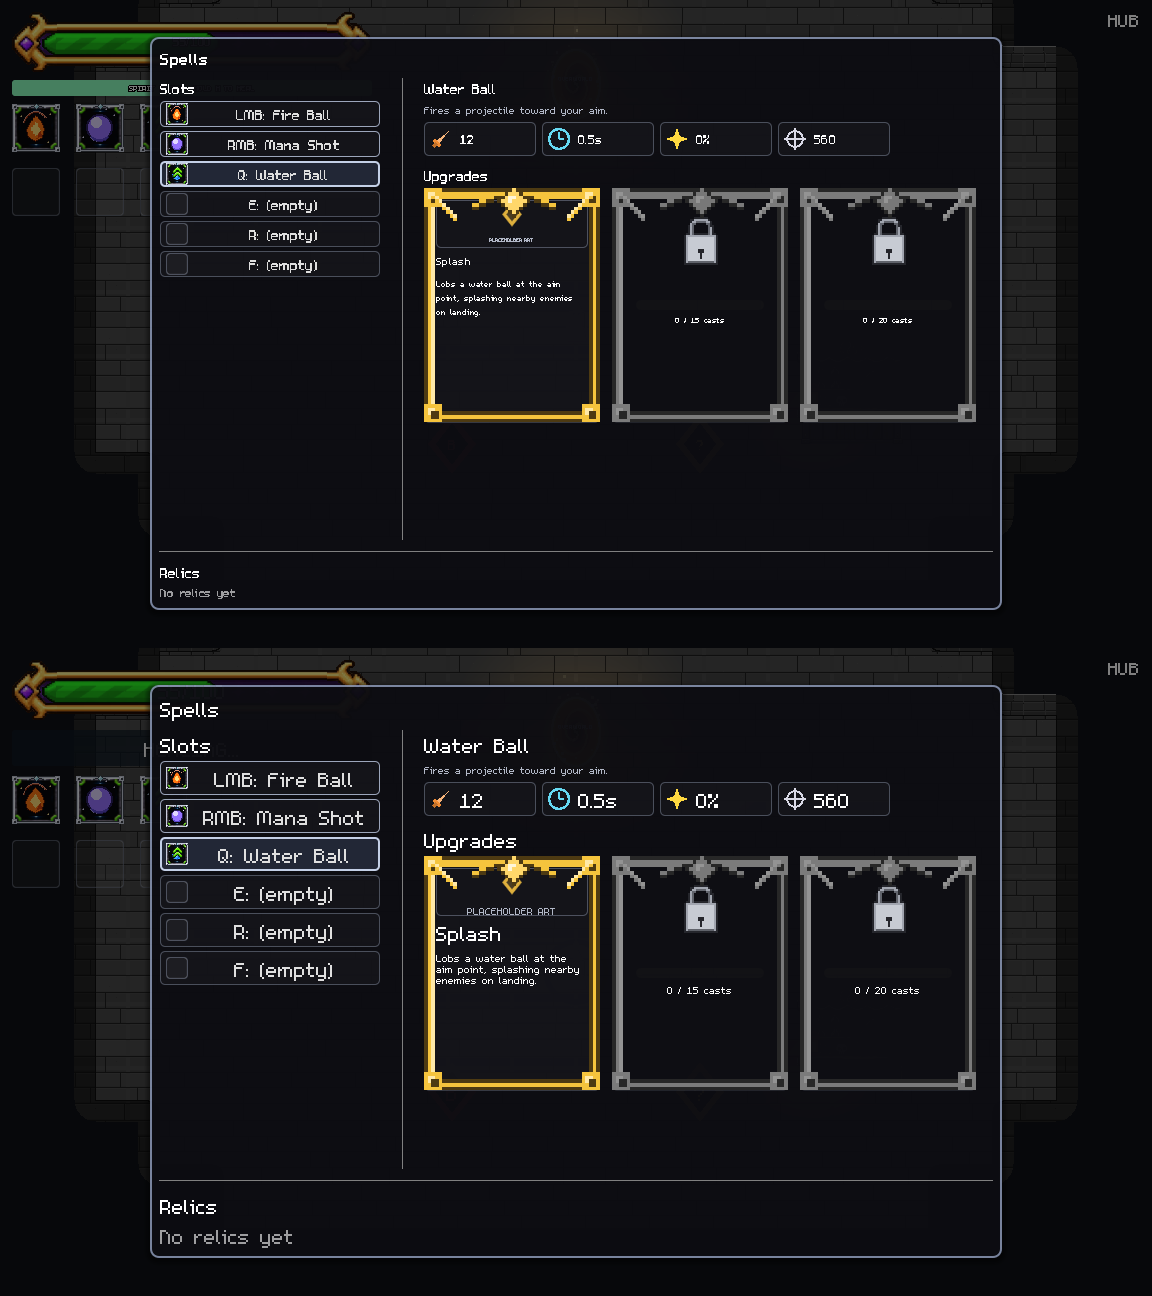 HUB
Spells
Slots
LMB: Fire Ball
RMB: Mana Shot
Q: Water Ball
E: (empty)
R: (empty)
F: (empty)
Water Ball
Fires a projectile toward your aim.
12
0.5s
0%
560
Upgrades
PLACEHOLDER ART
Splash
Lobs a water ball at the aim
point, splashing nearby enemies
on landing.
0 / 15 casts
0 / 20 casts
Relics
No relics yet
HUB
Spells
Slots
LMB: Fire Ball
RMB: Mana Shot
Q: Water Ball
E: (empty)
R: (empty)
F: (empty)
Water Ball
Fires a projectile toward your aim.
12
0.5s
0%
560
Upgrades
PLACEHOLDER ART
Splash
Lobs a water ball at the
aim point, splashing nearby
enemies on landing.
0 / 15 casts
0 / 20 casts
Relics
No relics yet